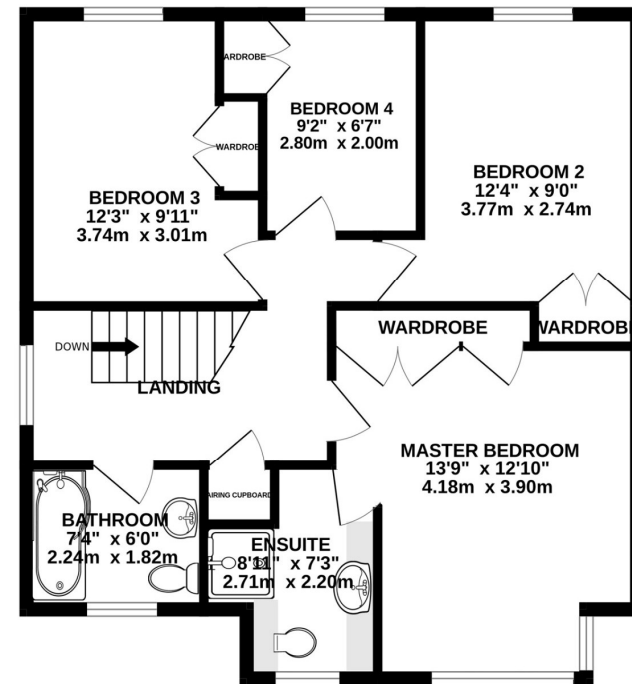 ARDROBE
BEDROOM 4
9'2" x 6'7"
2.80m x 2.00m
WARDROBE
BEDROOM 3
12'3" x 9'11"
3.74m x 3.01m
BEDROOM 2
12'4" x 9'0"
3.77m x 2.74m
WARDROBE
WARDROBE
DOWN
LANDING
MASTER BEDROOM
13'9" x 12'10"
4.18m x 3.90m
AIRING CUPBOARD
BATHROOM
7'4" x 6'0"
2.24m x 1.82m
ENSUITE
8'11" x 7'3"
2.71m x 2.20m